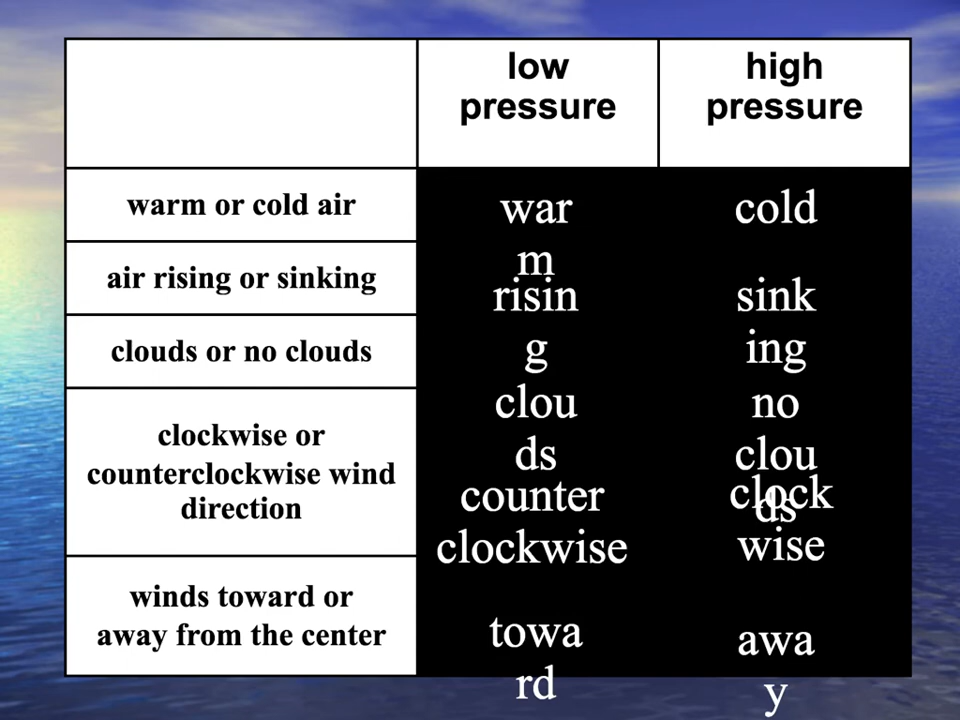 low
pressure
high
pressure
warm or cold air
war
m
cold
air rising or sinking
risin
g
sink
ing
clouds or no clouds
clou
ds
no
clou
ds
clockwise or
counterclockwise wind
direction
counter
clockwise
clock
wise
winds toward or
away from the center
towa
rd
awa
y